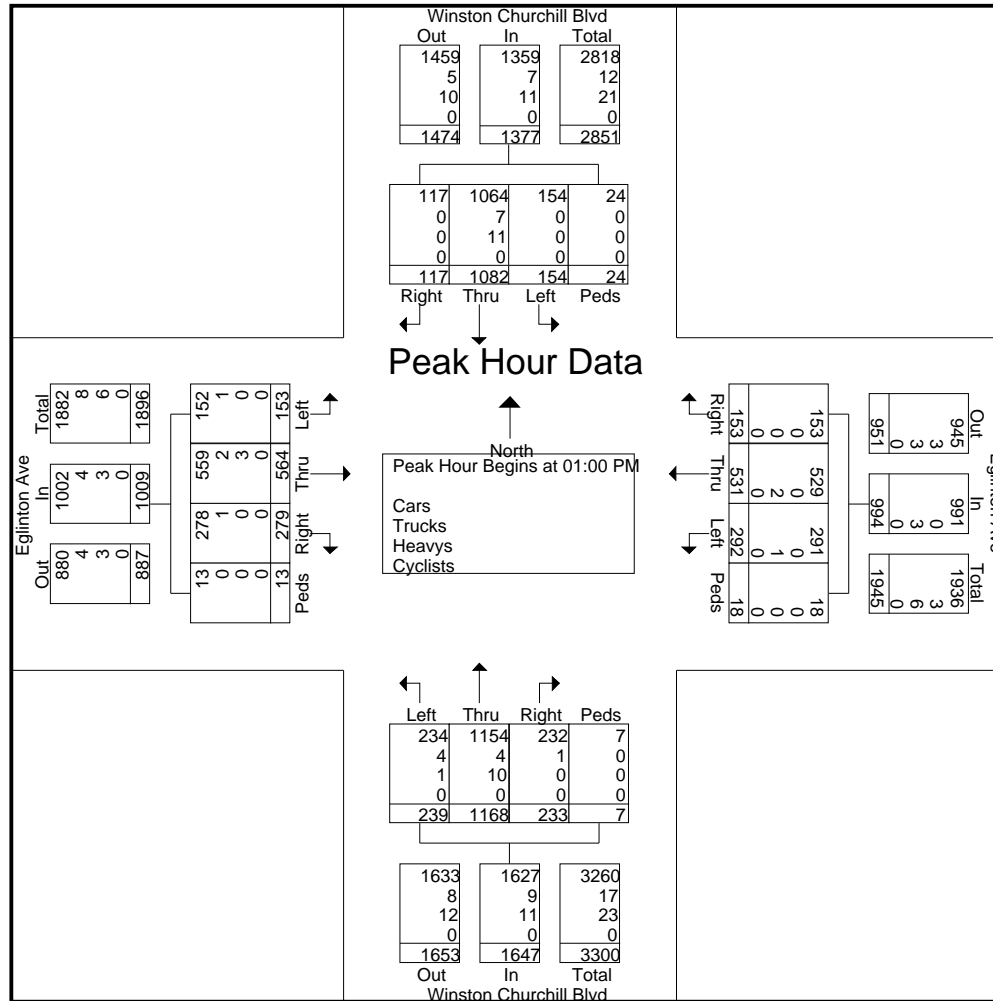 Winston Churchill Blvd
Out In Total
1459 1359 2818
5 7 12
10 11 21
0 0 0
1474 1377 2851
117 1064 154 24
0 7 0 0
0 11 0 0
0 0 0 0
117 1082 154 24
Right Thru Left Peds
Peak Hour Data
Eglinton Ave
Total
1882 8 6 0 1896
In
1002 4 3 0 1009
Out
880 4 3 0 887
152 1 0 0 153 Left
559 2 3 0 564 Thru
278 1 0 0 279 Right
13 0 0 0 13 Peds
North
Peak Hour Begins at 01:00 PM
Cars
Trucks
Heavys
Cyclists
Right 153 0 0 0 153
Thru 531 0 2 0 529
Left 292 0 1 0 291
Peds 18 0 0 0 18
Out
951 0 3 3 945
In
994 0 3 0 991
Total
1945 0 6 3 1936
Left Thru Right Peds
234 1154 232 7
4 4 1 0
1 10 0 0
0 0 0 0
239 1168 233 7
1633 1627 3260
8 9 17
12 11 23
0 0 0
1653 1647 3300
Out In Total
Winston Churchill Blvd